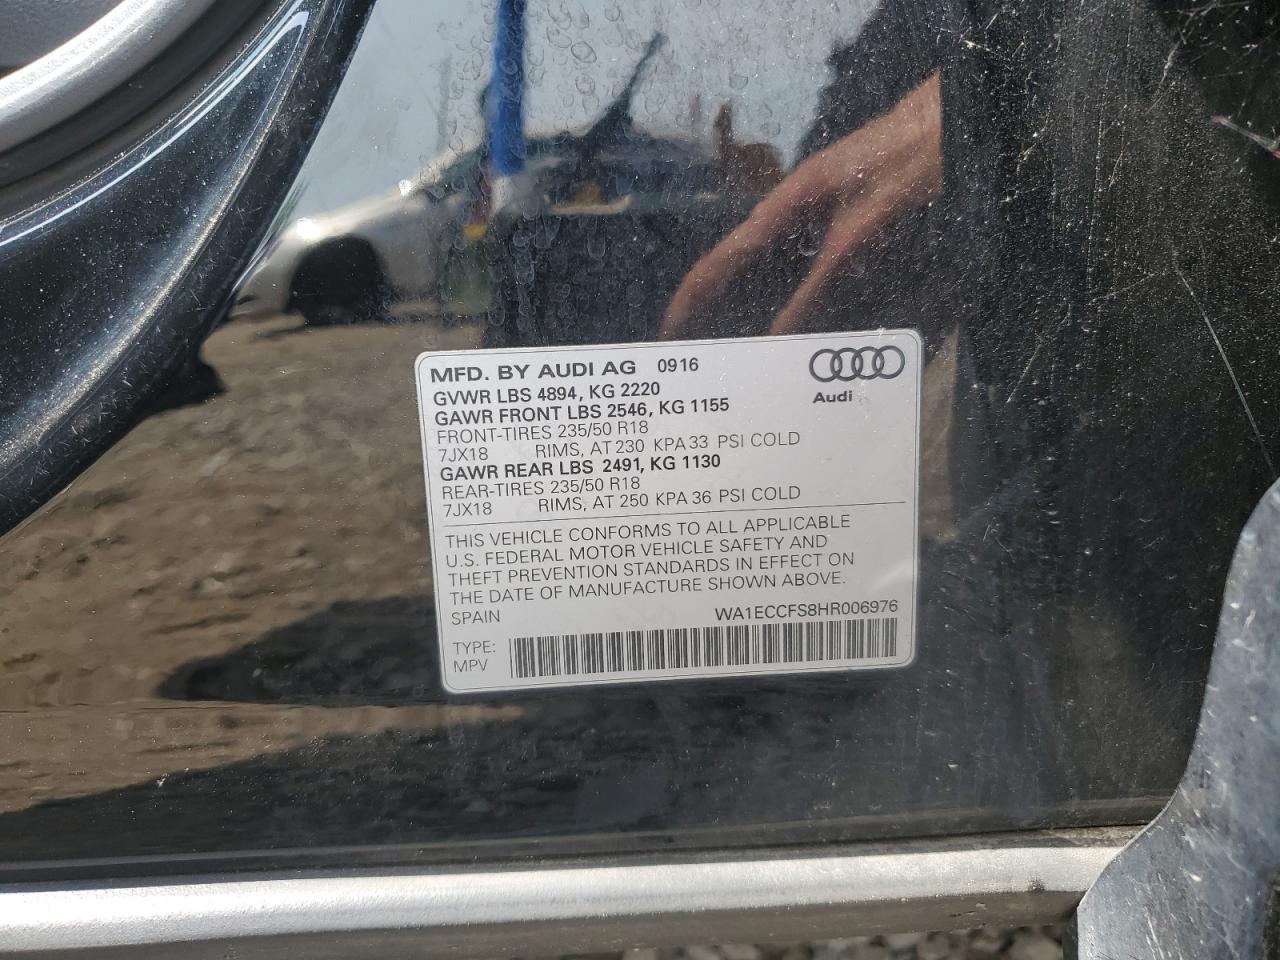 MFD. BY AUDI AG 0916
GVWR LBS 4894, KG 2220
GAWR FRONT LBS 2546, KG 1155
FRONT-TIRES 235/50 R18
7JX18 RIMS, AT 230 KPA 33 PSI COLD
GAWR REAR LBS 2491, KG 1130
REAR-TIRES 235/50 R18
7JX18 RIMS, AT 250 KPA 36 PSI COLD
Audi
THIS VEHICLE CONFORMS TO ALL APPLICABLE
U.S. FEDERAL MOTOR VEHICLE SAFETY AND
THEFT PREVENTION STANDARDS IN EFFECT ON
THE DATE OF MANUFACTURE SHOWN ABOVE.
SPAIN WA1ECCFS8HR006976
TYPE:
MPV